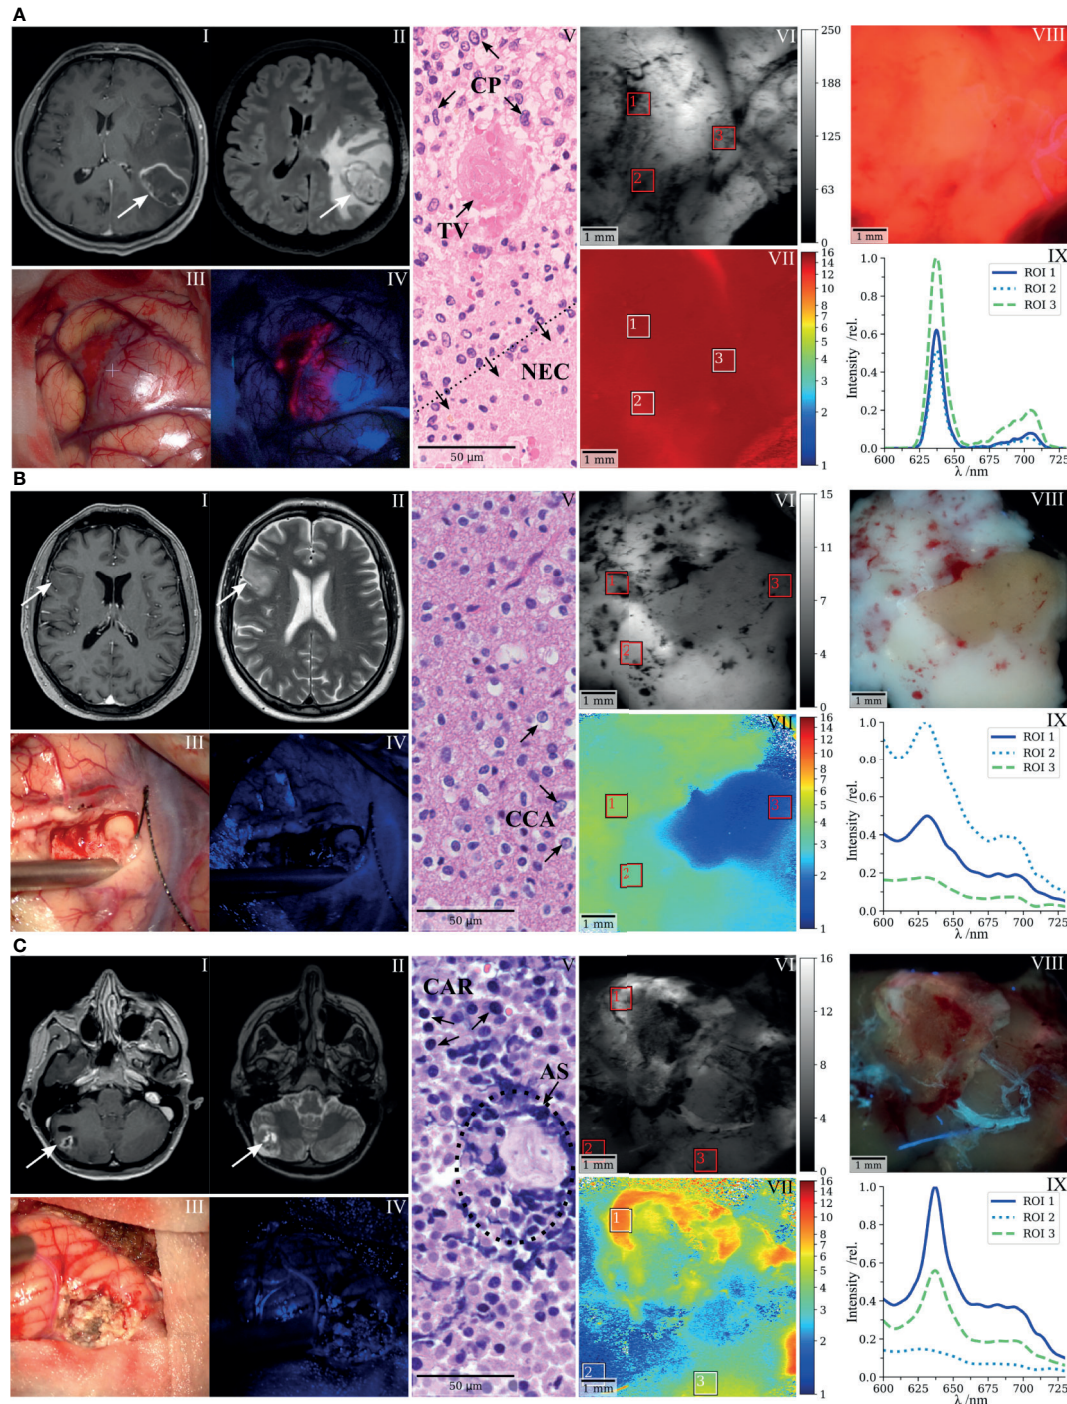 A
I
II
III
IV
V
CP
TV
NEC
50 µm
VI
1
2
3
1 mm
250
188
125
63
0
VII
1
2
3
1 mm
16
14
12
10
8
7
6
5
4
3
2
1
VIII
1 mm
IX
Intensity /rel.
1.0
0.8
0.6
0.4
0.2
0.0
ROI 1
ROI 2
ROI 3
600 625 650 675 700 725
λ /nm
B
I
II
III
IV
V
CCA
50 µm
VI
1
2
3
1 mm
15
11
7
4
0
VII
1
2
3
1 mm
16
14
12
10
8
7
6
5
4
3
2
1
VIII
1 mm
IX
Intensity /rel.
1.0
0.8
0.6
0.4
0.2
0.0
ROI 1
ROI 2
ROI 3
600 625 650 675 700 725
λ /nm
C
I
II
III
IV
V
CAR
AS
50 µm
VI
1
2
3
1 mm
16
12
8
4
0
VII
1
2
3
1 mm
16
14
12
10
8
7
6
5
4
3
2
1
VIII
1 mm
IX
Intensity /rel.
1.0
0.8
0.6
0.4
0.2
0.0
ROI 1
ROI 2
ROI 3
600 625 650 675 700 725
λ /nm